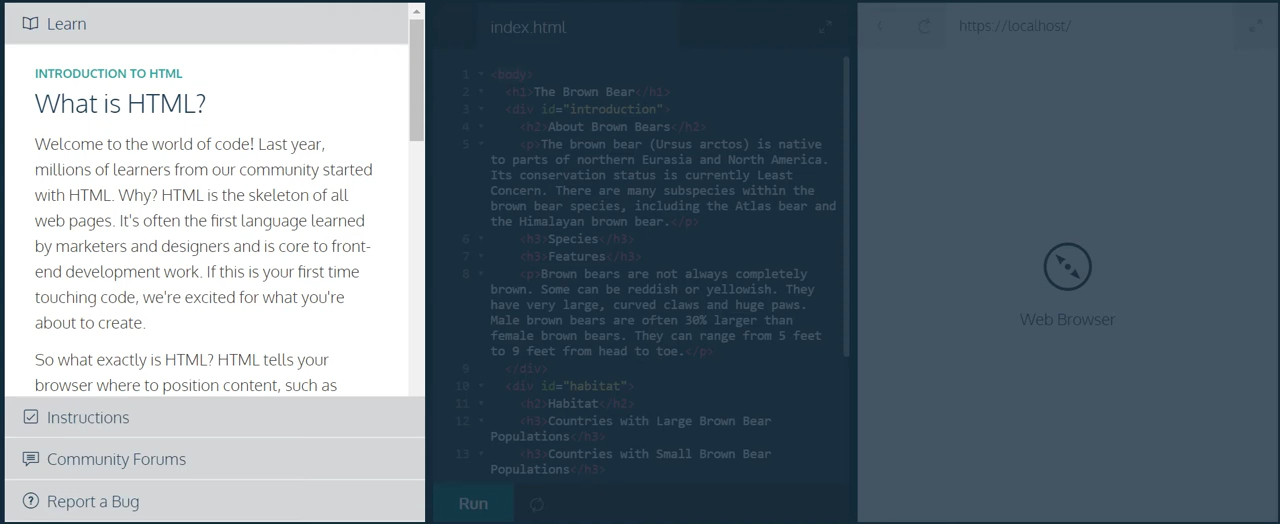 Learn
INTRODUCTION TO HTML
What is HTML?
Welcome to the world of code! Last year,
millions of learners from our community started
with HTML. Why? HTML is the skeleton of all
web pages. It's often the first language learned
by marketers and designers and is core to front-
end development work. If this is your first time
touching code, we're excited for what you're
about to create.
So what exactly is HTML? HTML tells your
browser where to position content, such as
Instructions
Community Forums
Report a Bug
index.html
1 <body>
2 <h1>The Brown Bear</h1>
3 <div id="introduction">
4 <h2>About Brown Bears</h2>
5 <p>The brown bear (Ursus arctos) is native
to parts of northern Eurasia and North America.
Its conservation status is currently Least
Concern. There are many subspecies within the
brown bear species, including the Atlas bear and
the Himalayan brown bear.</p>
6 <h3>Species</h3>
7 <h3>Features</h3>
8 <p>Brown bears are not always completely
brown. Some can be reddish or yellowish. They
have very large, curved claws and huge paws.
Male brown bears are often 30% larger than
female brown bears. They can range from 5 feet
to 9 feet from head to toe.</p>
9 </div>
10 <div id="habitat">
11 <h2>Habitat</h2>
12 <h3>Countries with Large Brown Bear
Populations</h3>
13 <h3>Countries with Small Brown Bear
Populations</h3>
Run
https://localhost/
Web Browser